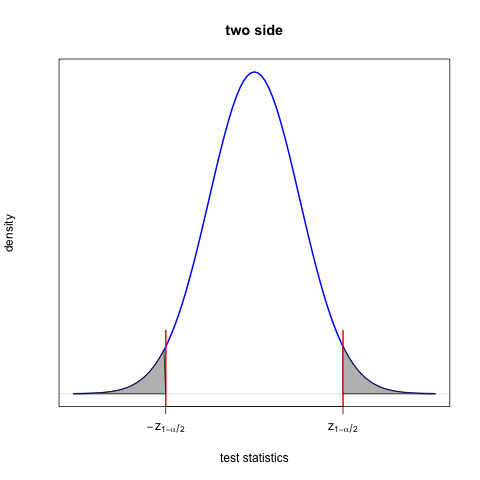 two side
density
−z₁₋α/₂ z₁₋α/₂
test statistics